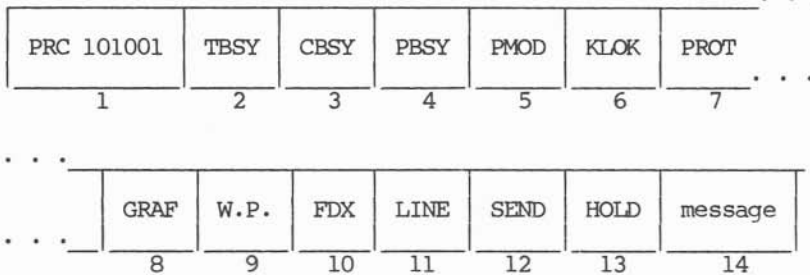 PRC 101001 TBSY CBSY PBSY PMOD KLOK PROT . . .
1 2 3 4 5 6 7
. . .
GRAF W.P. FDX LINE SEND HOLD message
. . .
8 9 10 11 12 13 14